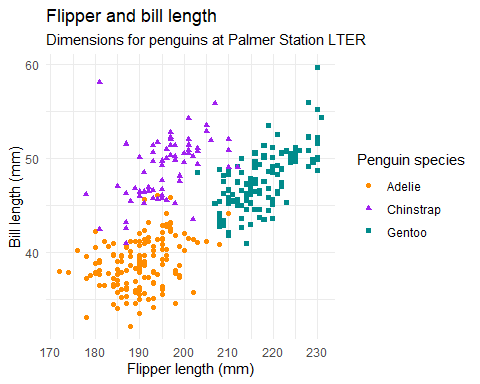 Flipper and bill length
Dimensions for penguins at Palmer Station LTER
60
50
40
Bill length (mm)
170 180 190 200 210 220 230
Flipper length (mm)
Penguin species
Adelie
Chinstrap
Gentoo